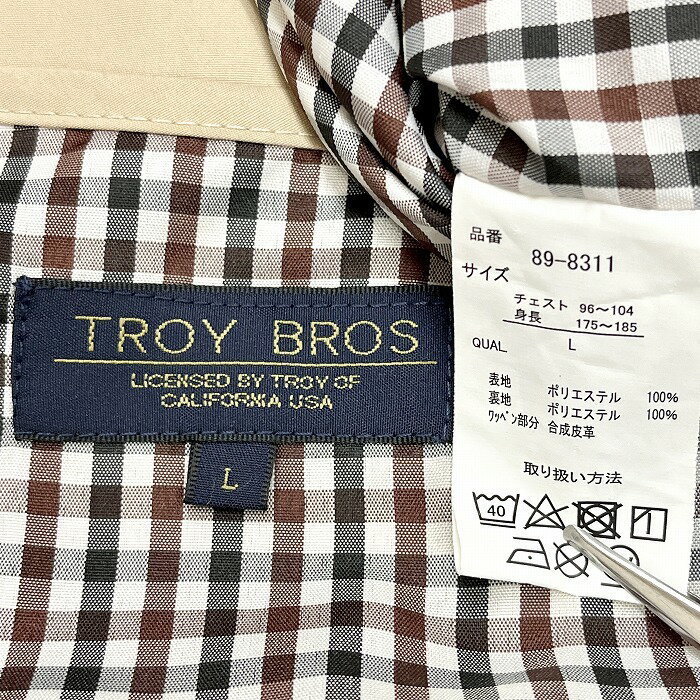 TROY BROS
LICENSED BY TROY OF
CALIFORNIA USA
L
品番 89-8311
サイズ
チェスト 96～104
身長 175～185
QUAL L
表地 ポリエステル 100%
裏地 ポリエステル 100%
ワッペン部分 合成皮革
取り扱い方法
40